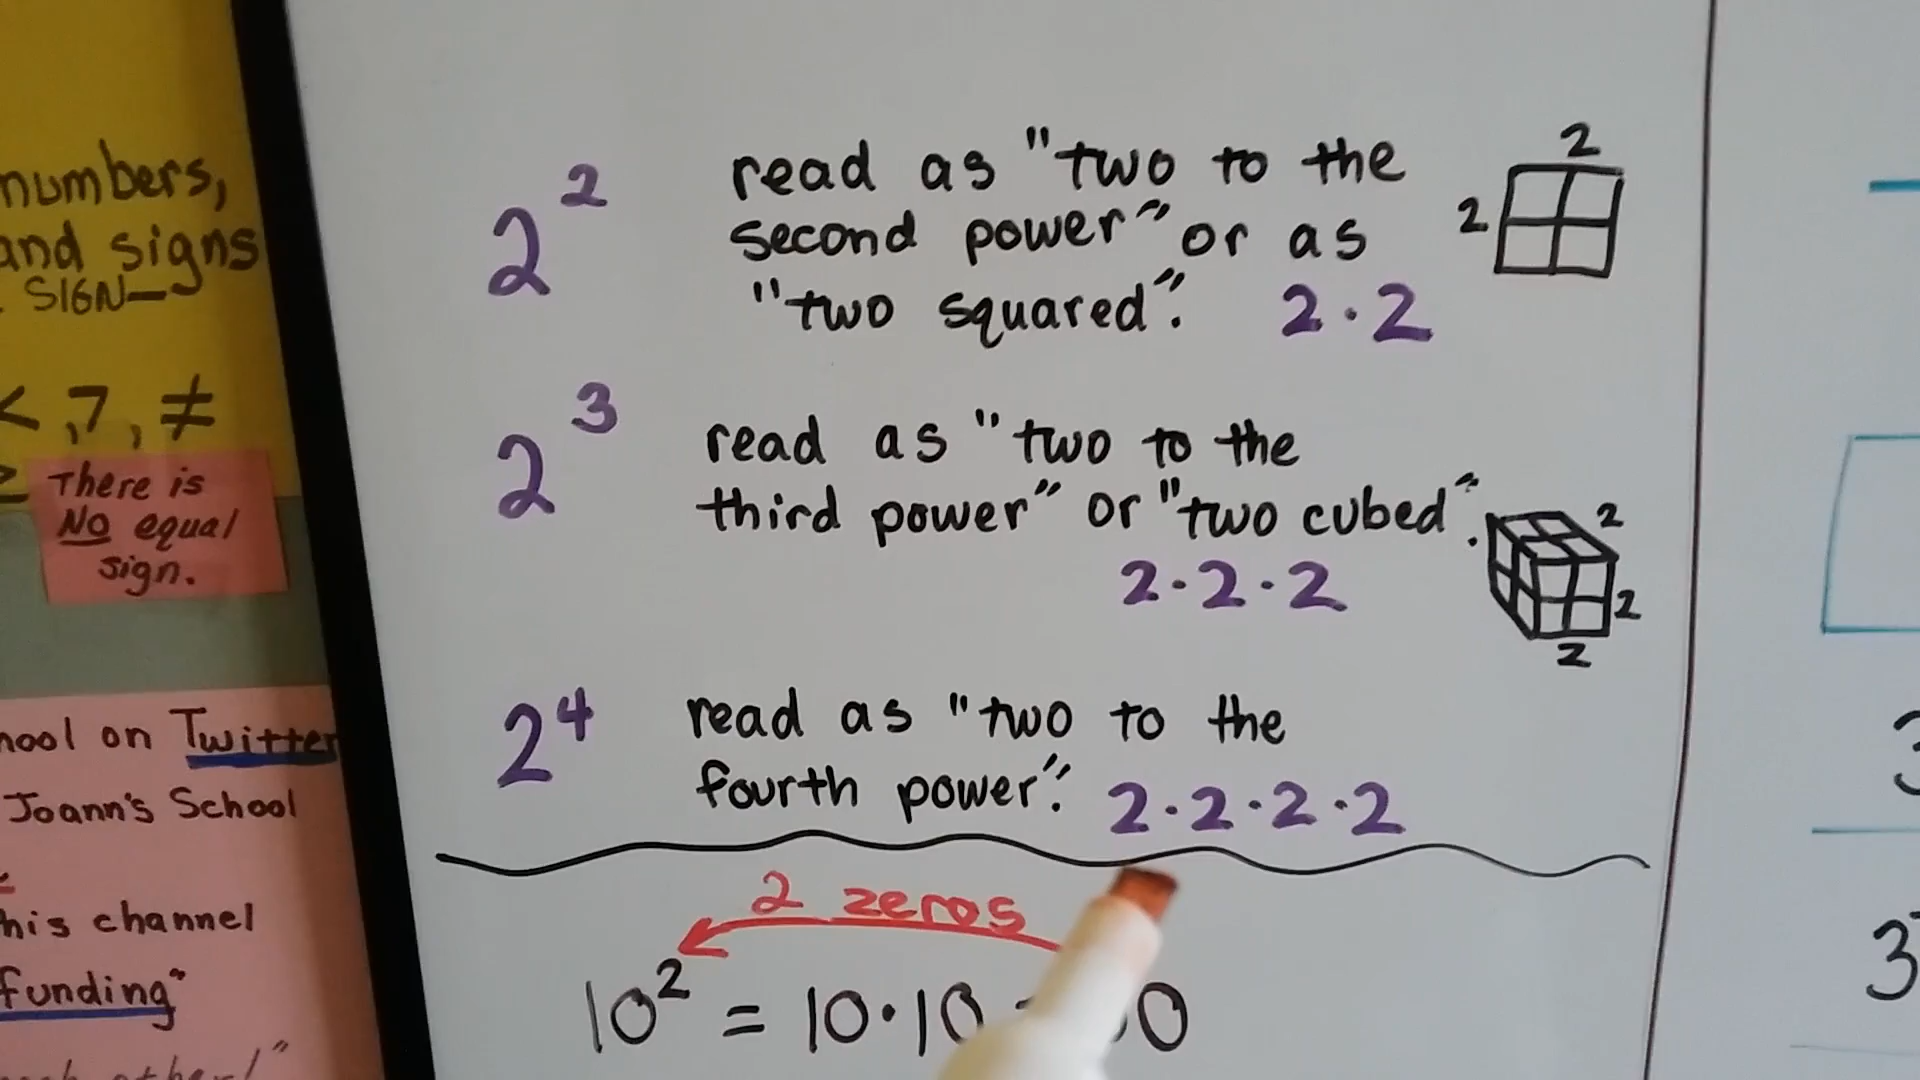 numbers,
and signs
SIGN—
<, 7, ≠
There is
NO equal
sign.
on Twitter
Joann's School
channel
funding"
2² read as "two to the
second power" or as
"two squared". 2·2
2
2
2³ read as "two to the
third power" or "two cubed".
2·2·2
2
2
2
2⁴ read as "two to the
fourth power". 2·2·2·2
2 zeros
10² = 10·10